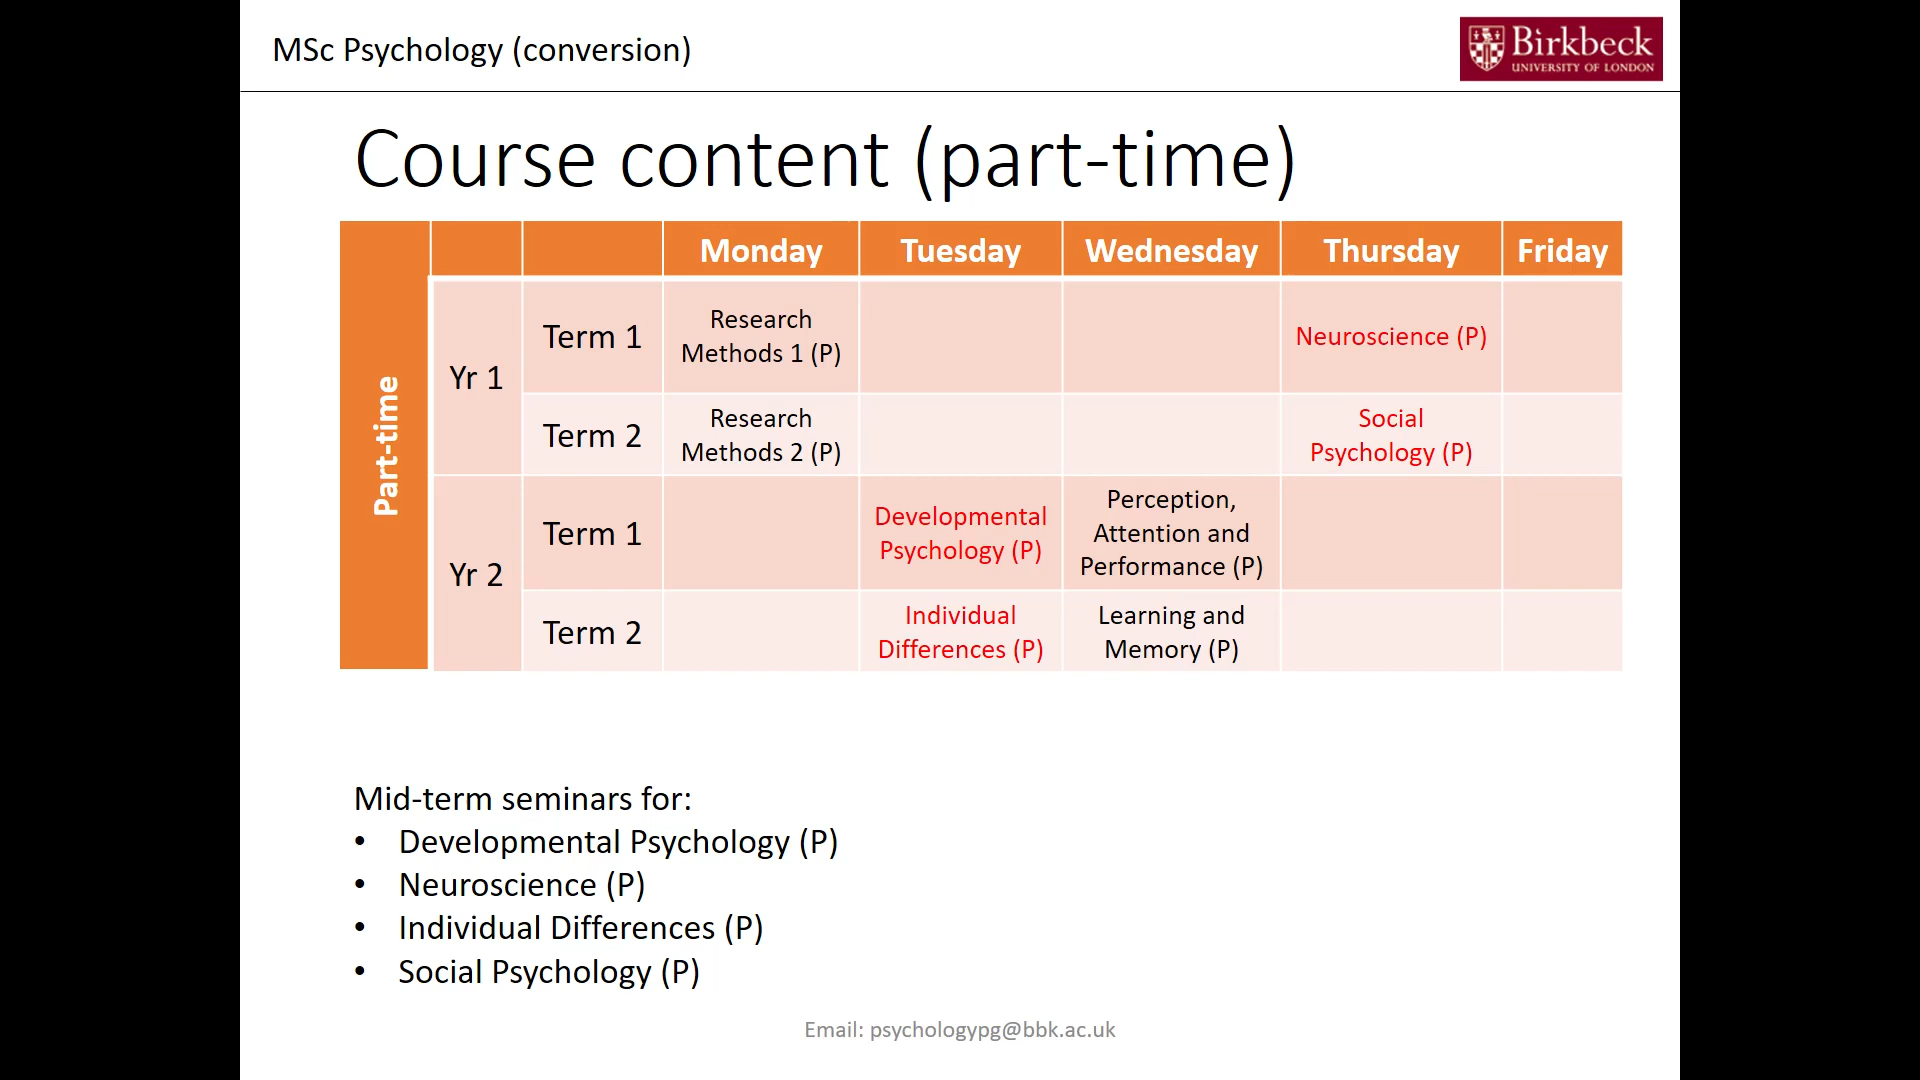 MSc Psychology (conversion)
Birkbeck
UNIVERSITY OF LONDON
Course content (part-time)
Monday Tuesday Wednesday Thursday Friday
Part-time
Yr 1
Term 1
Research
Methods 1 (P)
Neuroscience (P)
Term 2
Research
Methods 2 (P)
Social
Psychology (P)
Yr 2
Term 1
Developmental
Psychology (P)
Perception,
Attention and
Performance (P)
Term 2
Individual
Differences (P)
Learning and
Memory (P)
Mid-term seminars for:
• Developmental Psychology (P)
• Neuroscience (P)
• Individual Differences (P)
• Social Psychology (P)
Email: psychologypg@bbk.ac.uk